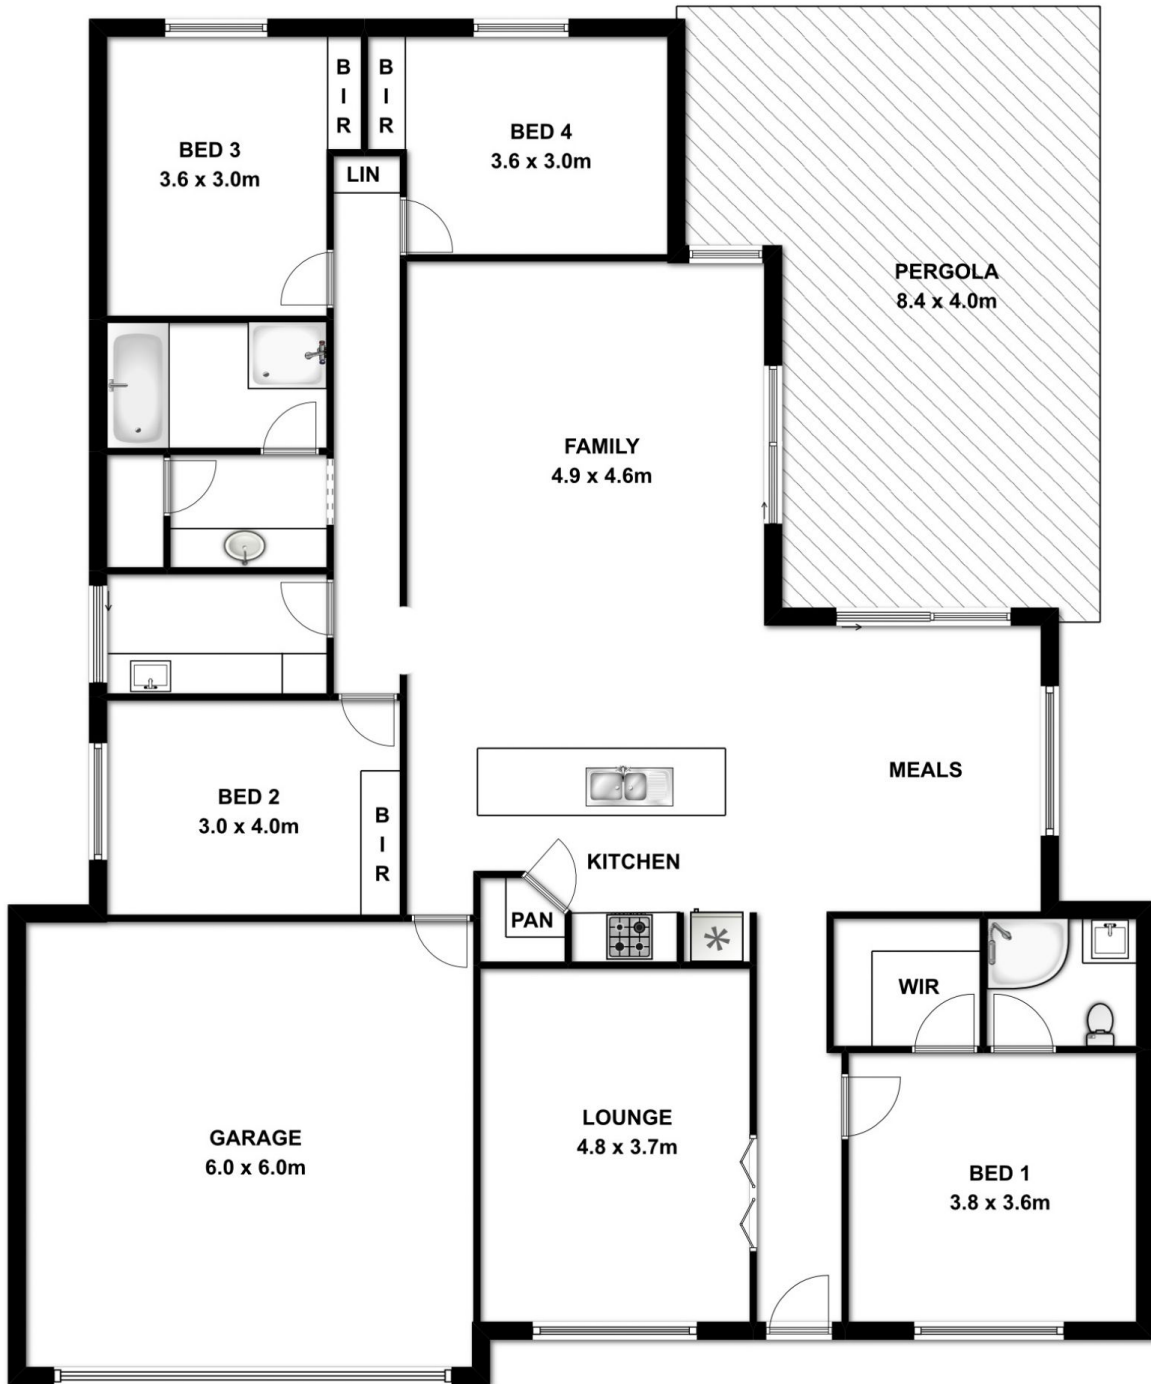 B
I
R
B
I
R
BED 3
3.6 x 3.0m
BED 4
3.6 x 3.0m
LIN
PERGOLA
8.4 x 4.0m
FAMILY
4.9 x 4.6m
MEALS
BED 2
3.0 x 4.0m
B
I
R
KITCHEN
PAN
WIR
GARAGE
6.0 x 6.0m
LOUNGE
4.8 x 3.7m
BED 1
3.8 x 3.6m